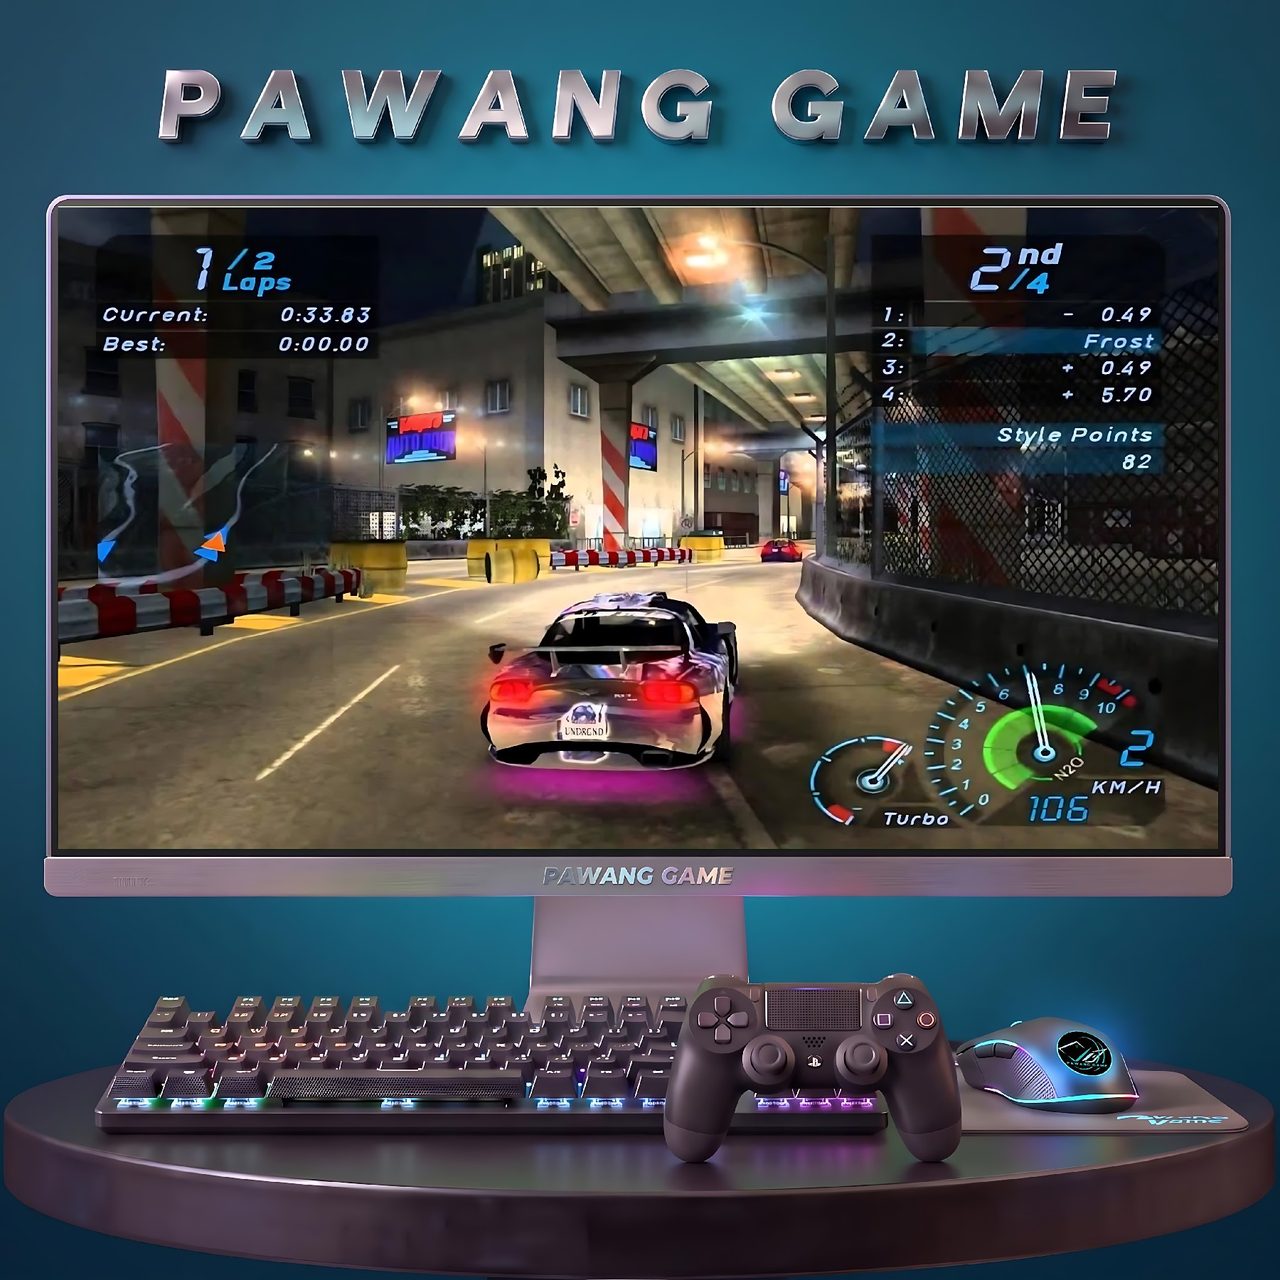 PAWANG GAME
1/2
Laps
Current: 0:33.83
Best: 0:00.00
2nd
/4
1: - 0.49
2: Frost
3: + 0.49
4: + 5.70
Style Points
82
UNDRGND
0 1 2 3 4 5 6 8 9 10
N2O
2
KM/H
106
Turbo
PAWANG GAME
PAWANG GAME